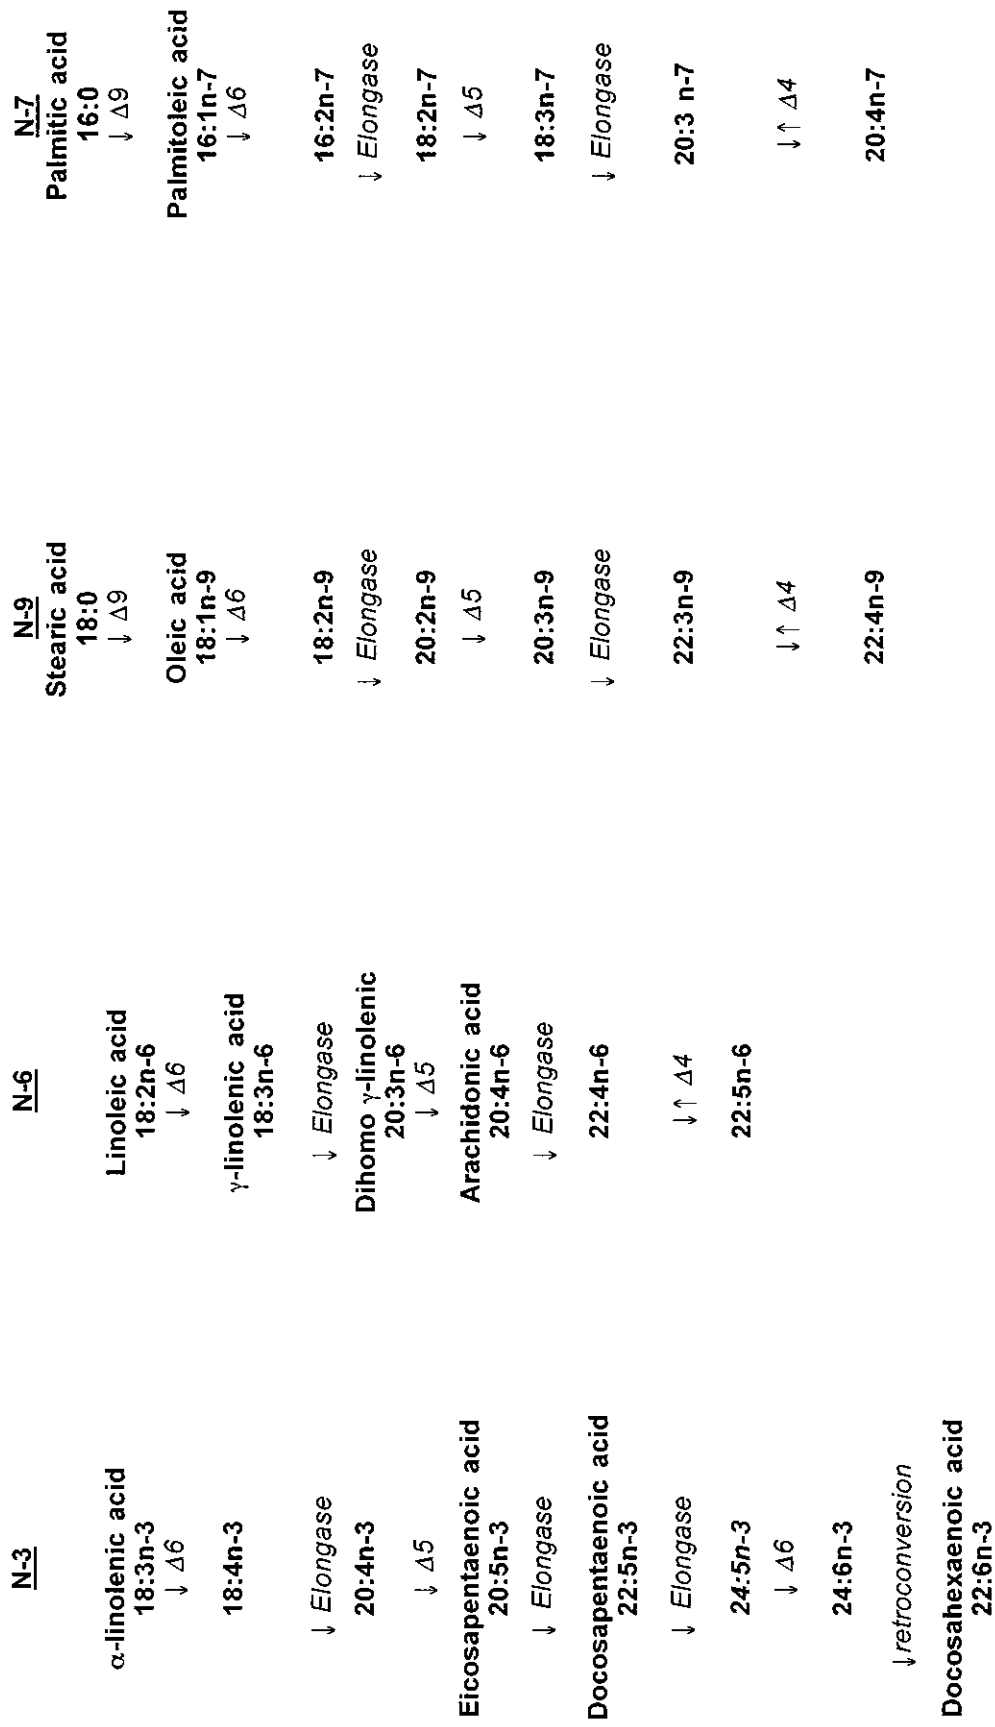 N-3
α-linolenic acid
18:3n-3
↓ Δ6
18:4n-3
↓ Elongase
20:4n-3
↓ Δ5
Eicosapentaenoic acid
20:5n-3
↓ Elongase
Docosapentaenoic acid
22:5n-3
↓ Elongase
24:5n-3
↓ Δ6
24:6n-3
↓retroconversion
Docosahexaenoic acid
22:6n-3
N-6
Linoleic acid
18:2n-6
↓ Δ6
γ-linolenic acid
18:3n-6
↓ Elongase
Dihomo γ-linolenic
20:3n-6
↓ Δ5
Arachidonic acid
20:4n-6
↓ Elongase
22:4n-6
↓↑ Δ4
22:5n-6
N-9
Stearic acid
18:0
↓ Δ9
Oleic acid
18:1n-9
↓ Δ6
18:2n-9
↓ Elongase
20:2n-9
↓ Δ5
20:3n-9
↓ Elongase
22:3n-9
↓↑ Δ4
22:4n-9
N-7
Palmitic acid
16:0
↓ Δ9
Palmitoleic acid
16:1n-7
↓ Δ6
16:2n-7
↓ Elongase
18:2n-7
↓ Δ5
18:3n-7
↓ Elongase
20:3 n-7
↓↑ Δ4
20:4n-7